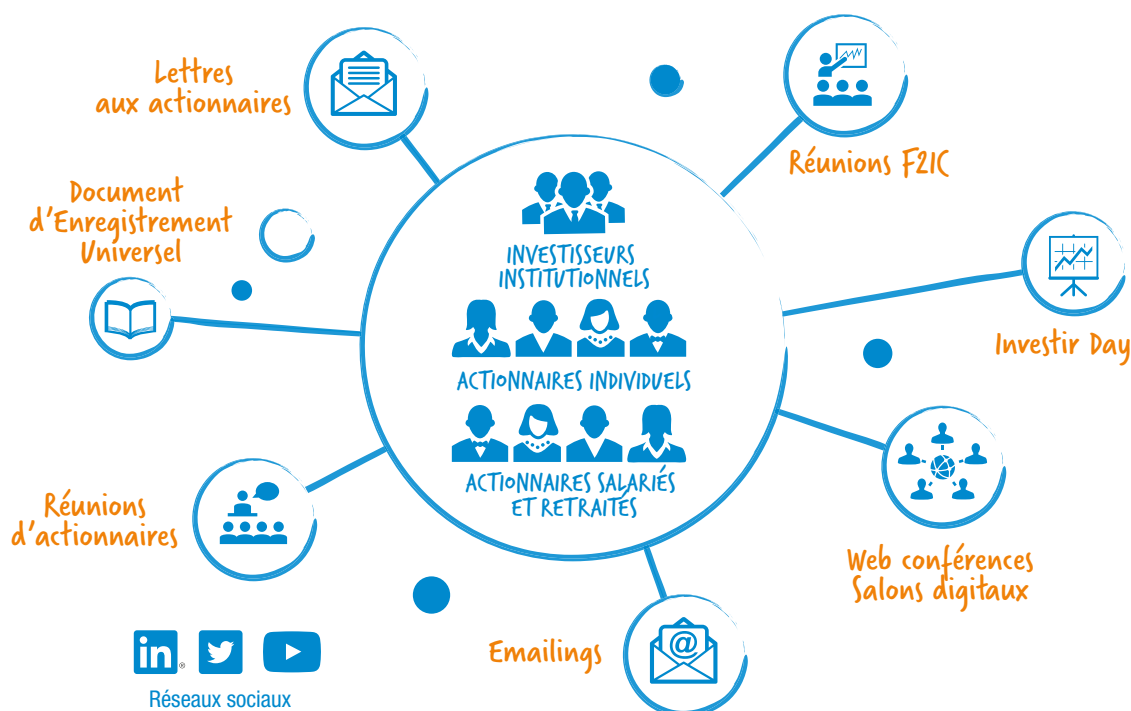 Lettres
aux actionnaires
Réunions F2IC
Document
d'Enregistrement
Universel
INVESTISSEURS
INSTITUTIONNELS
Investir Day
ACTIONNAIRES INDIVIDUELS
ACTIONNAIRES SALARIÉS
ET RETRAITÉS
Réunions
d'actionnaires
Web conférences
Salons digitaux
Emailings
@
in®
Réseaux sociaux